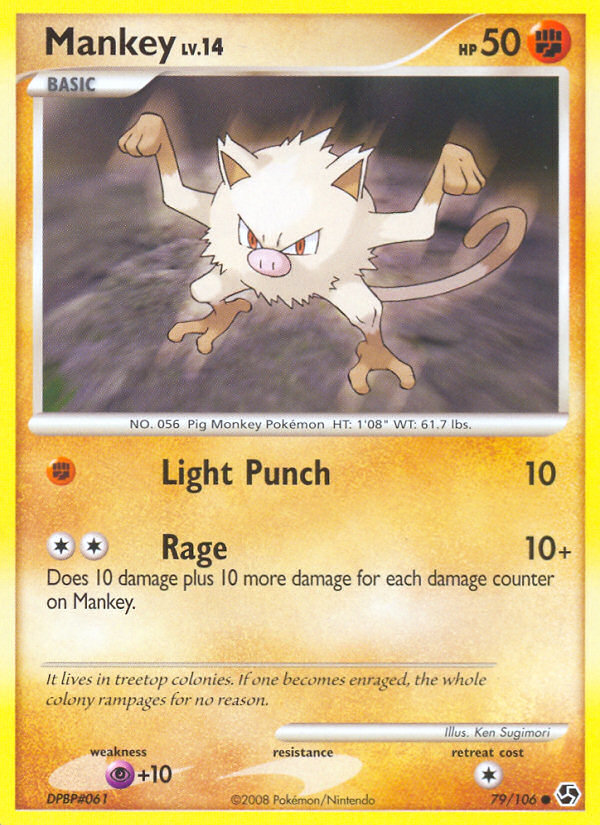 Mankey LV.14
HP 50
BASIC
NO. 056 Pig Monkey Pokémon HT: 1'08" WT: 61.7 lbs.
Light Punch 10
Rage 10+
Does 10 damage plus 10 more damage for each damage counter
on Mankey.
It lives in treetop colonies. If one becomes enraged, the whole
colony rampages for no reason.
Illus. Ken Sugimori
weakness resistance retreat cost
+10
DPBP#061 ©2008 Pokémon/Nintendo 79/106